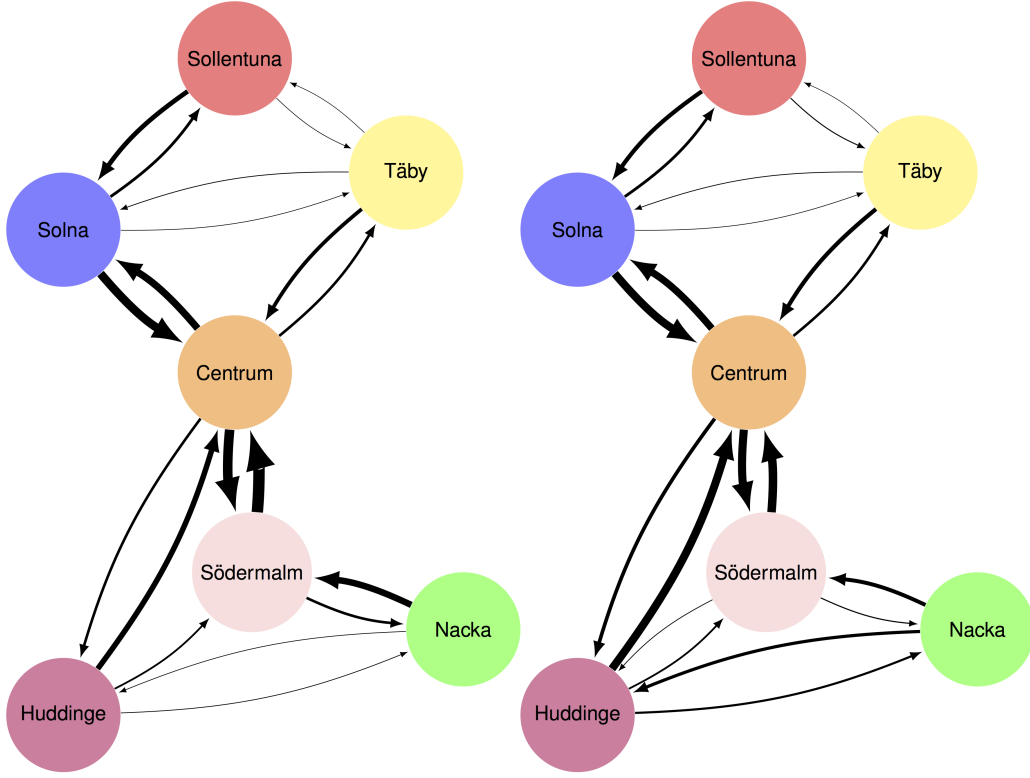 Sollentuna
Täby
Solna
Centrum
Södermalm
Nacka
Huddinge
Sollentuna
Täby
Solna
Centrum
Södermalm
Nacka
Huddinge